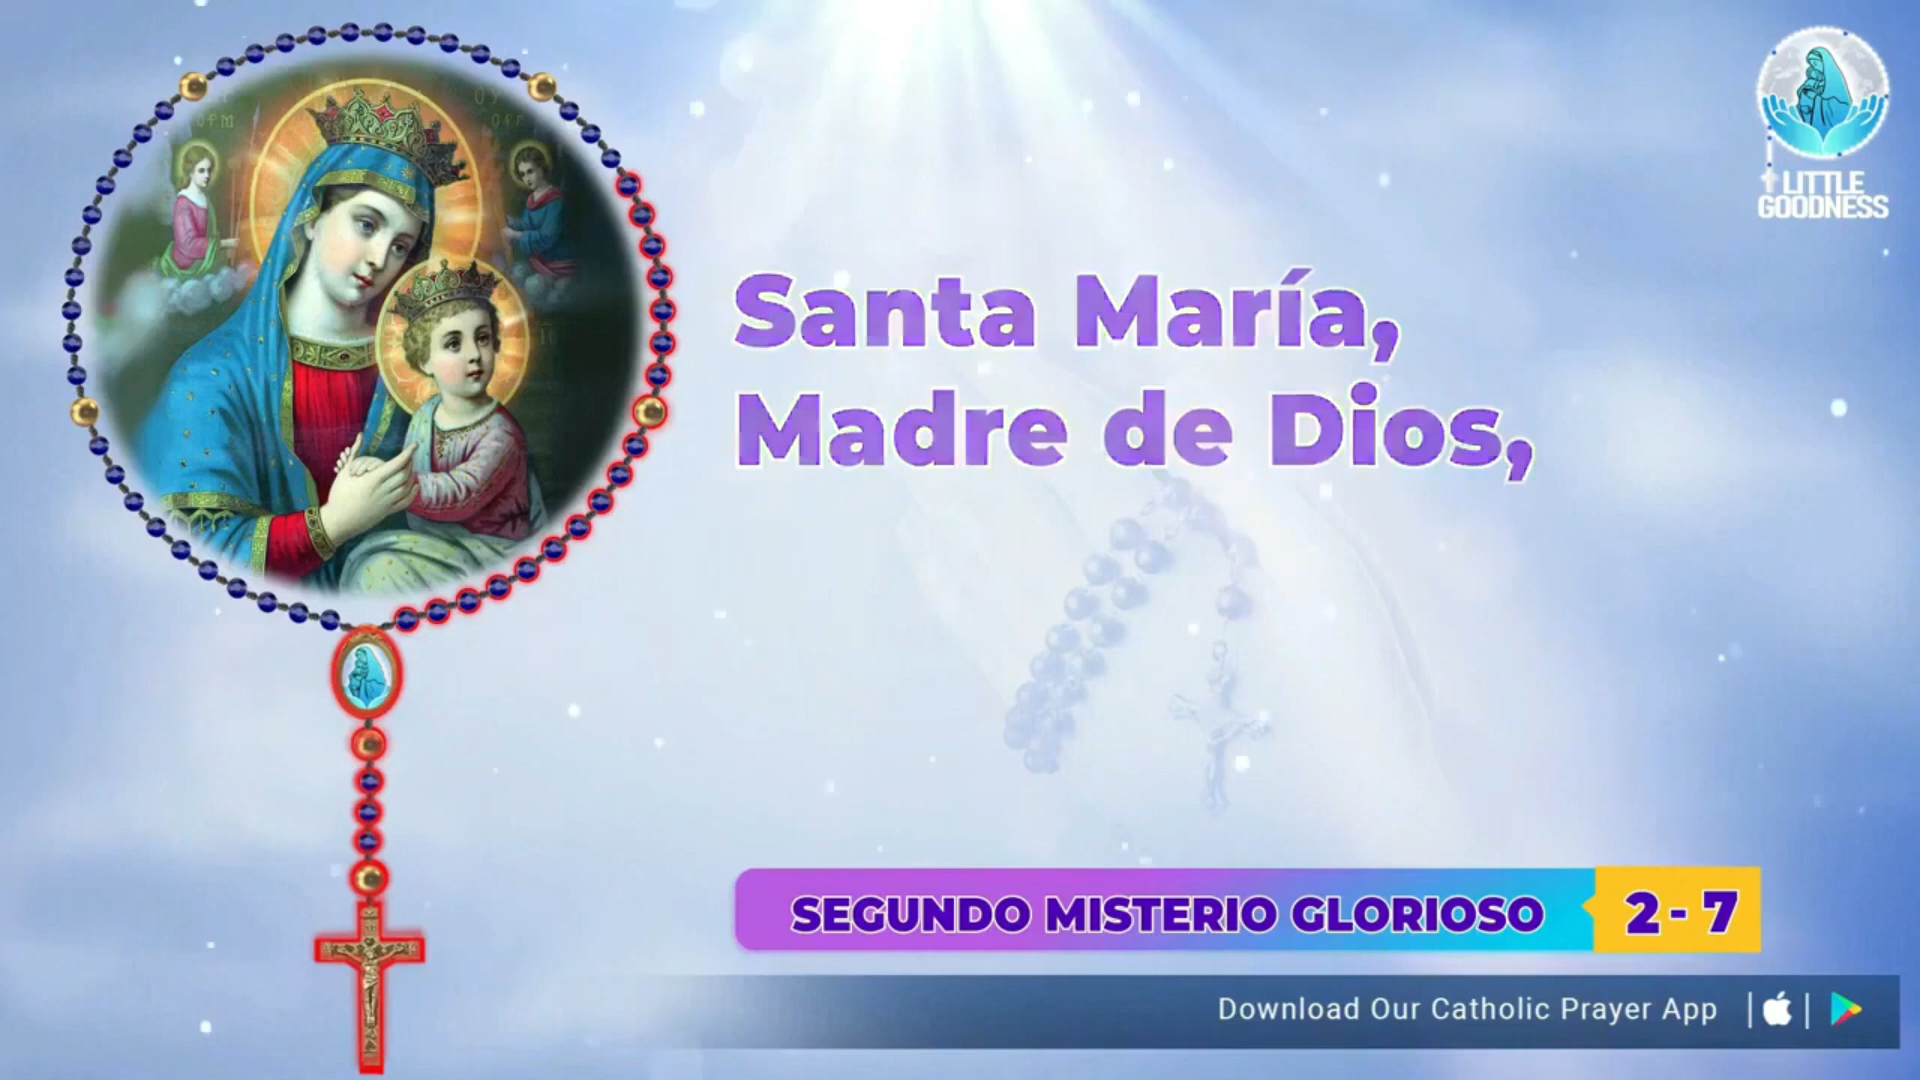 LITTLE
GOODNESS
Santa María,
Madre de Dios,
SEGUNDO MISTERIO GLORIOSO
2 - 7
Download Our Catholic Prayer App